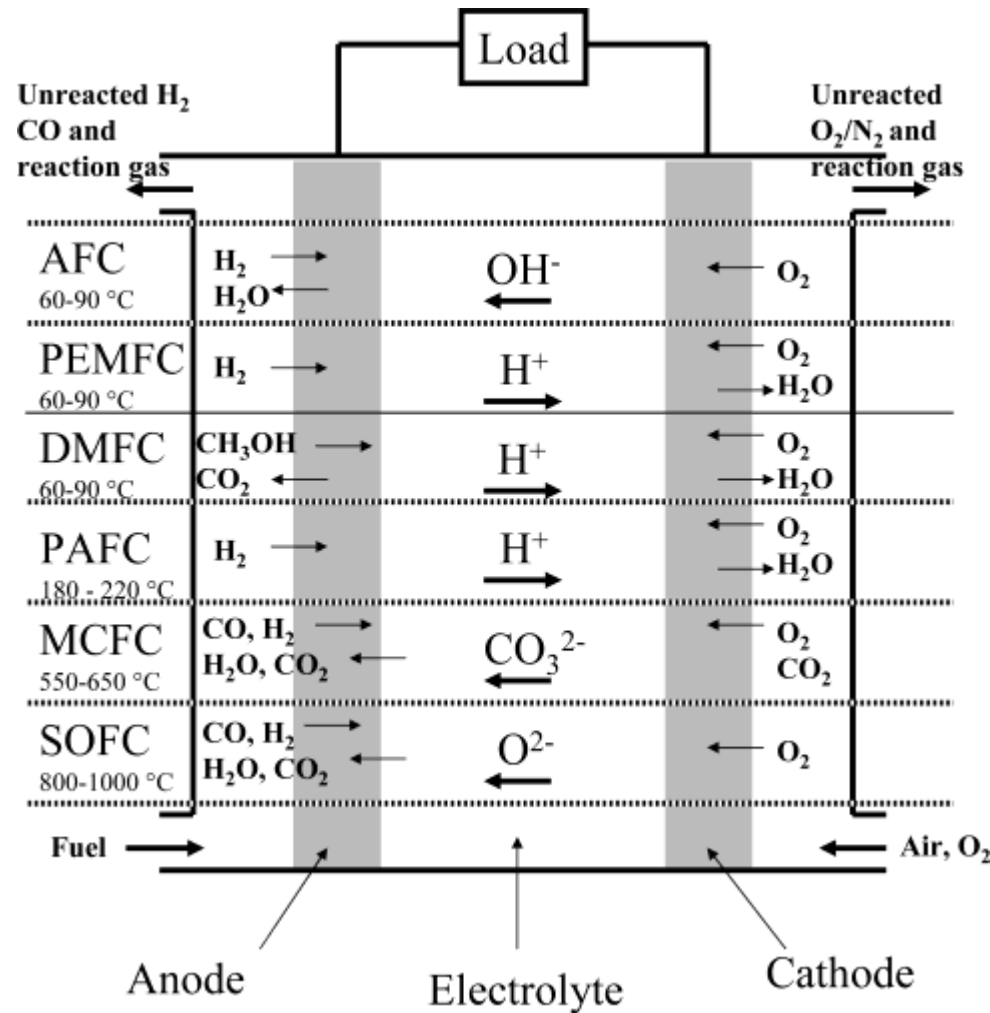 Load
Unreacted H₂
CO and
reaction gas
Unreacted
O₂/N₂ and
reaction gas
AFC
60-90 °C
H₂
H₂O
OH⁻
O₂
PEMFC
60-90 °C
H₂
H⁺
O₂
H₂O
DMFC
60-90 °C
CH₃OH
CO₂
H⁺
O₂
H₂O
PAFC
180 - 220 °C
H₂
H⁺
O₂
H₂O
MCFC
550-650 °C
CO, H₂
H₂O, CO₂
CO₃²⁻
O₂
CO₂
SOFC
800-1000 °C
CO, H₂
H₂O, CO₂
O²⁻
O₂
Fuel
Air, O₂
Anode
Electrolyte
Cathode